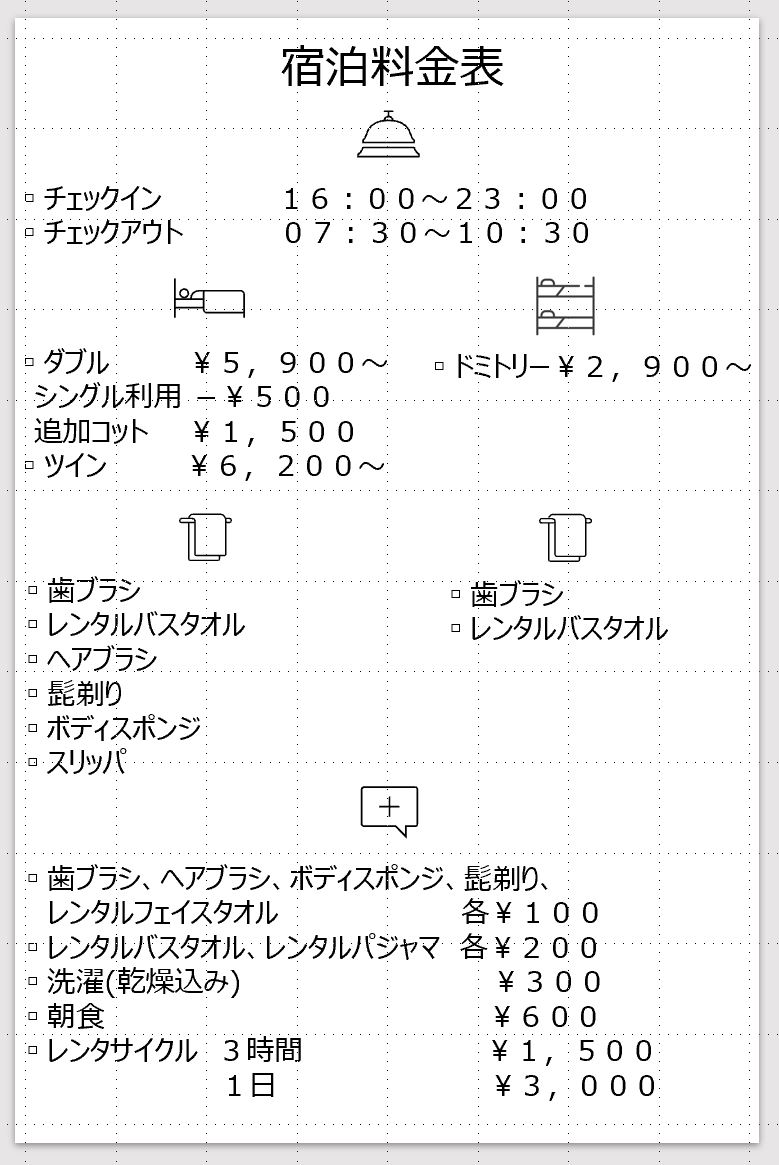 宿泊料金表
▫ チェックイン　１６：００～２３：００
▫ チェックアウト　０７：３０～１０：３０
▫ ダブル　￥５，９００～
シングル利用 －￥５００
追加コット　￥１，５００
▫ ツイン　￥６，２００～
▫ ドミトリー￥２，９００～
▫ 歯ブラシ
▫ レンタルバスタオル
▫ ヘアブラシ
▫ 髭剃り
▫ ボディスポンジ
▫ スリッパ
▫ 歯ブラシ
▫ レンタルバスタオル
▫ 歯ブラシ、ヘアブラシ、ボディスポンジ、髭剃り、
レンタルフェイスタオル　各￥１００
▫ レンタルバスタオル、レンタルパジャマ　各￥２００
▫ 洗濯(乾燥込み)　￥３００
▫ 朝食　￥６００
▫ レンタサイクル　３時間　￥１，５００
１日　￥３，０００